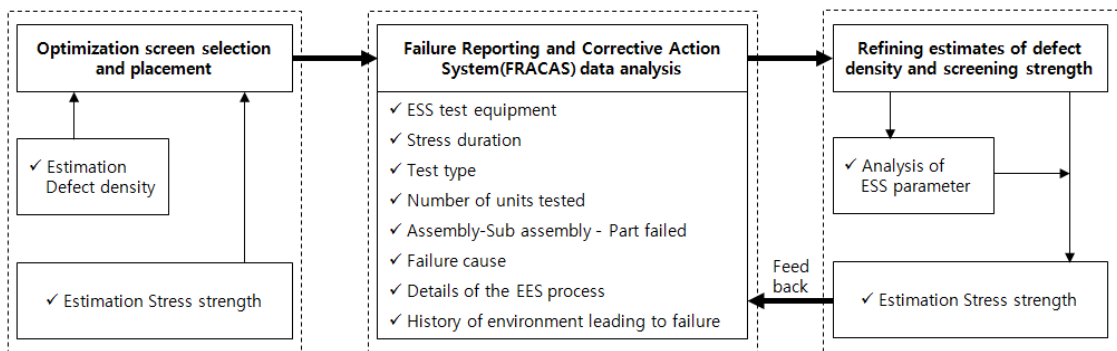 Optimization screen selection
and placement
✓ Estimation
Defect density
✓ Estimation Stress strength
Failure Reporting and Corrective Action
System(FRACAS) data analysis
✓ ESS test equipment
✓ Stress duration
✓ Test type
✓ Number of units tested
✓ Assembly-Sub assembly - Part failed
✓ Failure cause
✓ Details of the EES process
✓ History of environment leading to failure
Refining estimates of defect
density and screening strength
✓ Analysis of
ESS parameter
Feed
back
✓ Estimation Stress strength